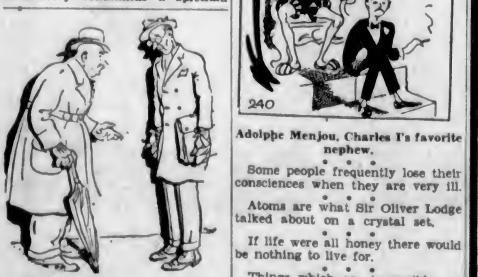 240
Adolphe Menjou, Charles I's favorite
nephew.
Some people frequently lose their
consciences when they are very ill.
Atoms are what Sir Oliver Lodge
talked about on a crystal set.
If life were all honey there would
be nothing to live for.
Things which